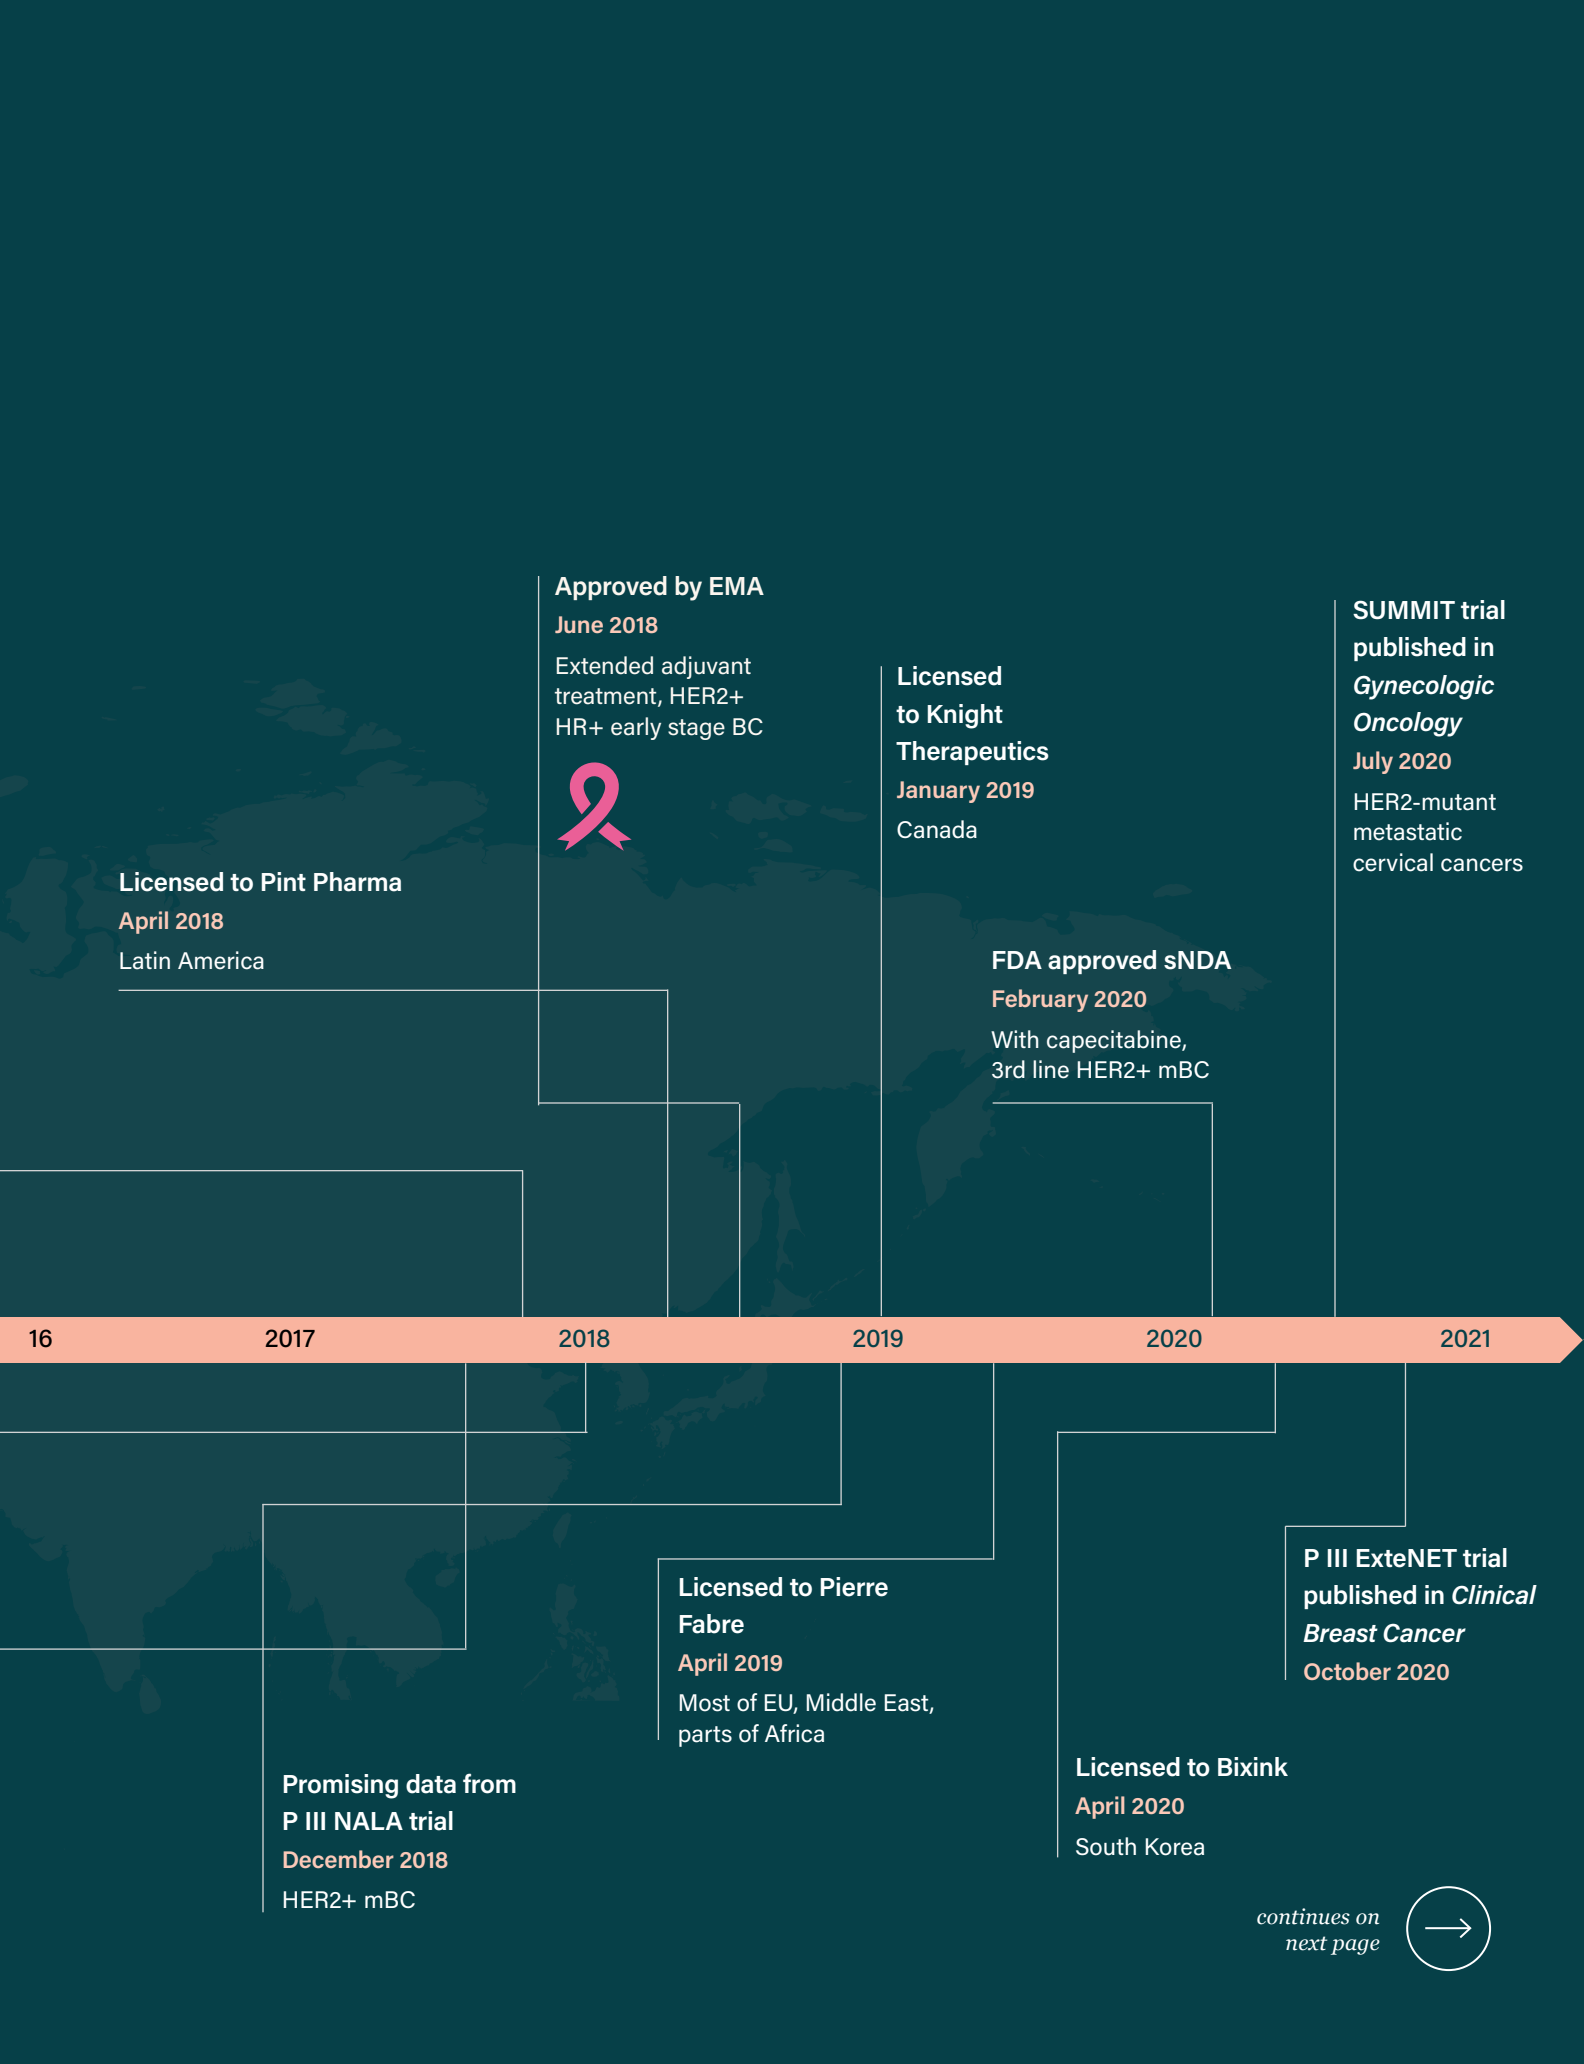 Approved by EMA
June 2018
Extended adjuvant
treatment, HER2+
HR+ early stage BC
SUMMIT trial
published in
Gynecologic
Oncology
July 2020
HER2-mutant
metastatic
cervical cancers
Licensed
to Knight
Therapeutics
January 2019
Canada
Licensed to Pint Pharma
April 2018
Latin America
FDA approved sNDA
February 2020
With capecitabine,
3rd line HER2+ mBC
16 2017 2018 2019 2020 2021
P III ExteNET trial
published in Clinical
Breast Cancer
October 2020
Licensed to Pierre
Fabre
April 2019
Most of EU, Middle East,
parts of Africa
Licensed to Bixink
April 2020
South Korea
Promising data from
P III NALA trial
December 2018
HER2+ mBC
continues on
next page